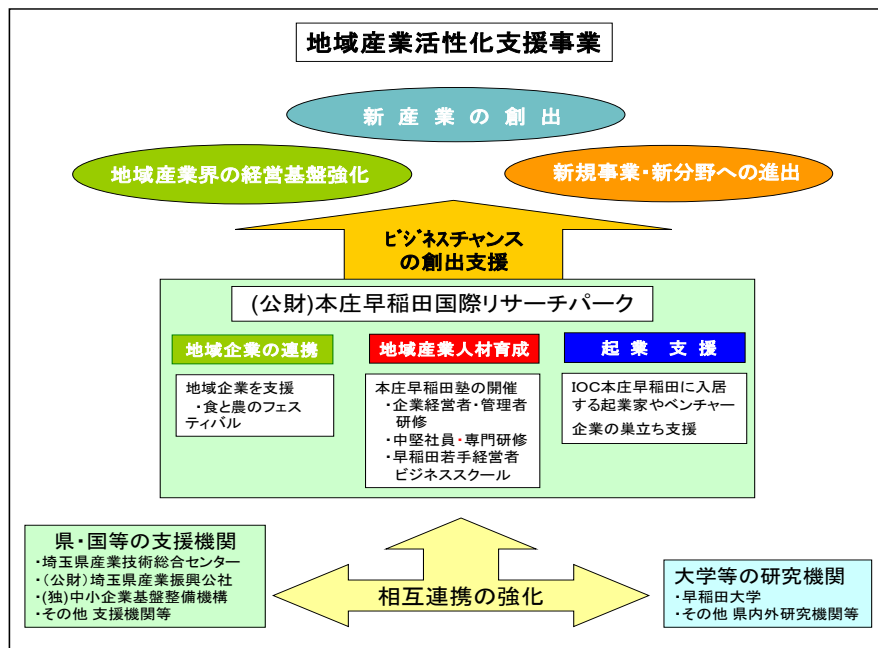 地域産業活性化支援事業
新 産 業 の 創 出
地域産業界の経営基盤強化
新規事業・新分野への進出
ﾋﾞｼﾞﾈｽチャンス
の創出支援
(公財)本庄早稲田国際リサーチパーク
地域企業の連携
地域企業を支援
・食と農のフェス
ティバル
地域産業人材育成
本庄早稲田塾の開催
・企業経営者・管理者
研修
・中堅社員・専門研修
・早稲田若手経営者
ビジネススクール
起 業 支 援
IOC本庄早稲田に入居
する起業家やベンチャー
企業の巣立ち支援
県・国等の支援機関
・埼玉県産業技術総合センター
・(公財)埼玉県産業振興公社
・(独)中小企業基盤整備機構
・その他 支援機関等
相互連携の強化
大学等の研究機関
・早稲田大学
・その他 県内外研究機関等